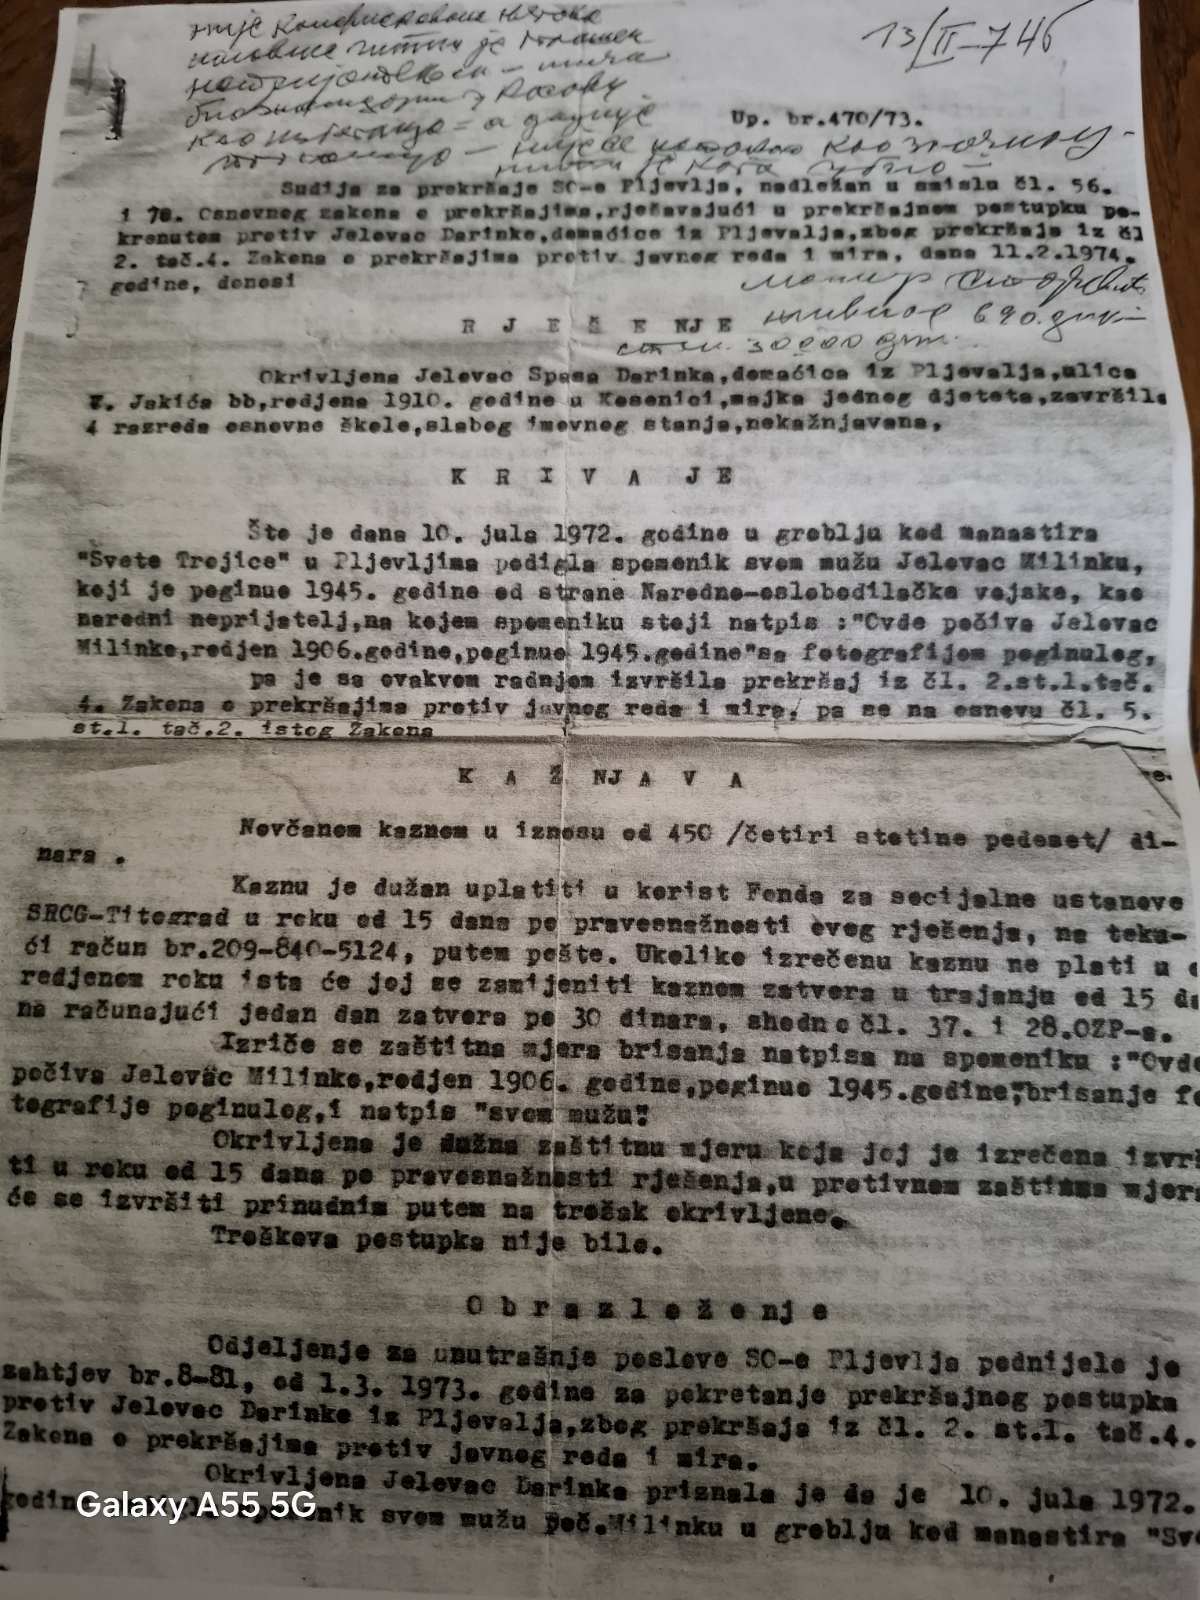 13/II-746
Up. br.470/73.
Sudija za prekršaje SO-e Pljevlja, nadležan u smislu čl. 56.
i 78. Osnovnog zakona o prekršajima,rješavajući u prekršajnom postupku po-
krenutom protiv Jelovac Darinke,domaćice iz Pljevalja,zbog prekršaja iz čl
2. tač.4. Zakona o prekršajima protiv javnog reda i mira, dana 11.2.1974.
godine, donosi
R J E Š E NJE
690.
30000
Okrivljena Jelovac Spasa Darinka,domaćica iz Pljevalja,ulica
V. Jakića bb,rodjena 1910. godine u Kosanici,majka jednog djeteta,završila
4 razreda osnovne škole,slabog imovnog stanja,nekažnjavana,
K R I V A JE
Što je dana 10. jula 1972. godine u groblju kod manastira
"Svete Trojice" u Pljevljima podigla spomenik svom mužu Jelovac Milinku,
koji je poginuo 1945. godine od strane Narodno-oslobodilačke vojske, kao
narodni neprijatelj,na kojem spomeniku stoji natpis :"Ovde počiva Jelovac
Milinko,rodjen 1906.godine,poginuo 1945.godine"sa fotografijom poginulog,
pa je sa ovakvom radnjom izvršila prekršaj iz čl. 2.st.1.tač.
4. Zakona o prekršajima protiv javnog reda i mira, pa se na osnovu čl. 5.
st.1. tač.2. istog Zakona
K A Ž NJ A V A
Novčanom kaznom u iznosu od 450 /četiri stotine pedeset/ di-
nara .
Kaznu je dužan uplatiti u korist Fonda za socijalne ustanove
SRCG-Titograd u roku od 15 dana po pravosnažnosti ovog rješenja, na teku-
ći račun br.209-840-5124, putem pošte. Ukoliko izrečenu kaznu ne plati u o
redjenom roku ista će joj se zamijeniti kaznom zatvora u trajanju od 15 da
na računajući jedan dan zatvora po 30 dinara, shodno čl. 37. i 28.OZP-a.
Izriče se zaštitna mjera brisanja natpisa na spomeniku :"Ovde
počiva Jelovac Milinko,rodjen 1906. godine,poginuo 1945.godine",brisanje fo
tografije poginulog,i natpis "svom mužu".
Okrivljena je dužna zaštitnu mjeru koja joj je izrečena izvrš
ti u roku od 15 dana po pravosnažnosti rješenja,u protivnom zaštitna mjera
će se izvršiti prinudnim putem na trošak okrivljene.
Troškova postupka nije bilo.
O b r a z l o ž e nj e
Odjeljenje za unutrašnje poslove SO-e Pljevlja podnijelo je
zahtjev br.8-81, od 1.3. 1973. godine za pokretanje prekršajnog postupka
protiv Jelovac Darinke iz Pljevalja,zbog prekršaja iz čl. 2. st.1. tač.4.
Zakona o prekršajima protiv javnog reda i mira.
Okrivljena Jelovac Darinka priznala je da je 10. jula 1972.
spomenik svom mužu poč.Milinku u groblju kod manastira "Sve
Galaxy A55 5G